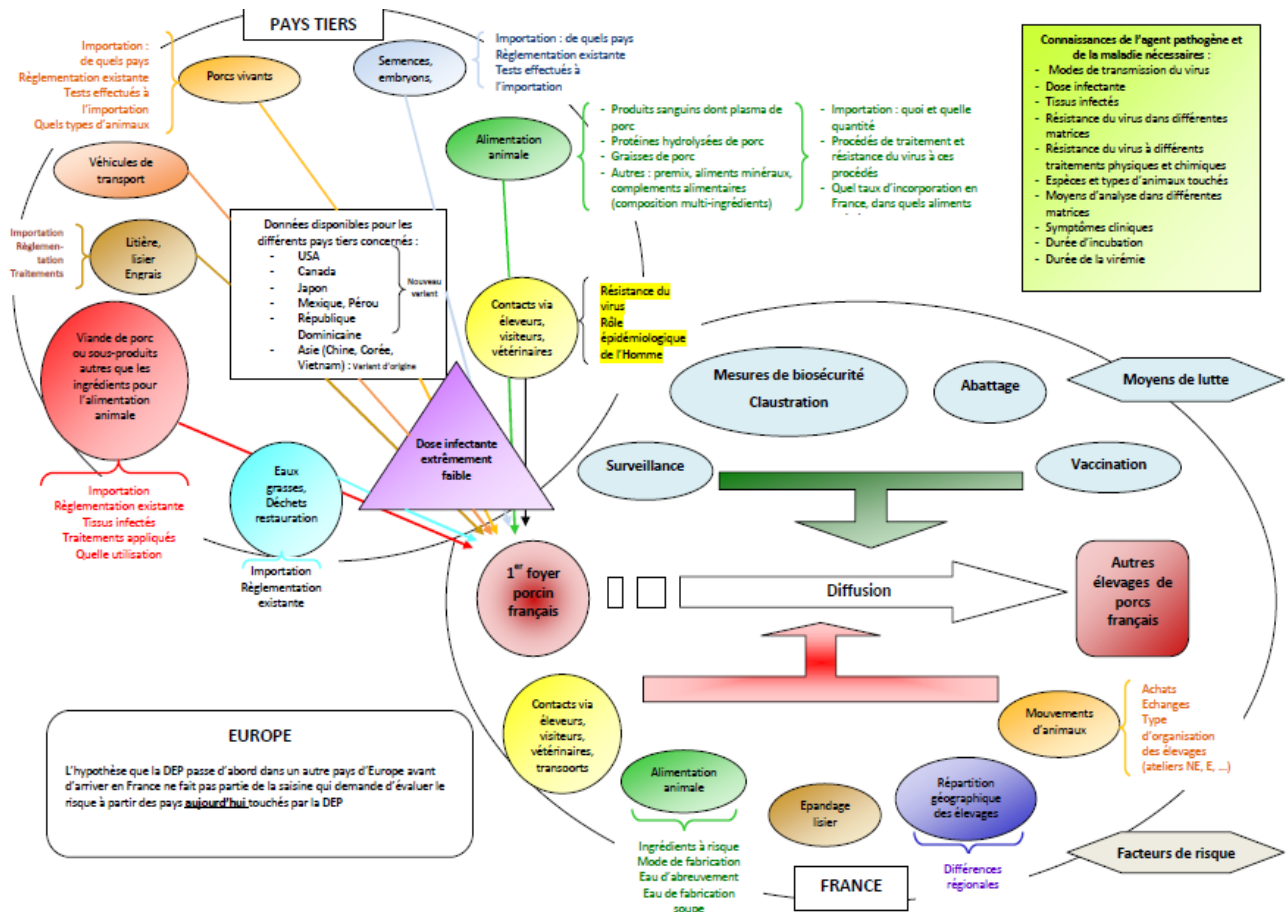 PAYS TIERS
Importation :
de quels pays
Règlementation existante
Tests effectués à
l'importation
Quels types d'animaux
Porcs vivants
Semences,
embryons,
Importation : de quels pays
Règlementation existante
Tests effectués à
l'importation
Connaissances de l'agent pathogène et
de la maladie nécessaires :
- Modes de transmission du virus
- Dose infectante
- Tissus infectés
- Résistance du virus dans différentes
matrices
- Résistance du virus à différents
traitements physiques et chimiques
- Espèces et types d'animaux touchés
- Moyens d'analyse dans différentes
matrices
- Symptômes cliniques
- Durée d'incubation
- Durée de la virémie
Alimentation
animale
- Produits sanguins dont plasma de
porc
- Protéines hydrolysées de porc
- Graisses de porc
- Autres : premix, aliments minéraux,
complements alimentaires
(composition multi-ingrédients)
- Importation : quoi et quelle
quantité
- Procédés de traitement et
résistance du virus à ces
procédés
- Quel taux d'incorporation en
France, dans quels aliments
Véhicules de
transport
Importation
Règlemen-
tation
Traitements
Litière,
lisier
Engrais
Données disponibles pour les
différents pays tiers concernés :
- USA
- Canada
- Japon
- Mexique, Pérou
- République
Dominicaine
- Asie (Chine, Corée,
Vietnam) : Variant d'origine
Nouveau
variant
Contacts via
éleveurs,
visiteurs,
vétérinaires
Résistance du
virus
Rôle
épidémiologique
de l'Homme
Viande de porc
ou sous-produits
autres que les
ingrédients pour
l'alimentation
animale
Importation
Règlementation existante
Tissus infectés
Traitements appliqués
Quelle utilisation
Eaux
grasses,
Déchets
restauration
Importation
Règlementation
existante
Dose infectante
extrêmement
faible
Mesures de biosécurité
Claustration
Abattage
Moyens de lutte
Surveillance
Vaccination
1er foyer
porcin
français
Diffusion
Autres
élevages de
porcs
français
Contacts via
éleveurs,
visiteurs,
vétérinaires,
transports
Mouvements
d'animaux
Achats
Echanges
Type
d'organisation
des élevages
(ateliers NE, E, ...)
EUROPE
L'hypothèse que la DEP passe d'abord dans un autre pays d'Europe avant
d'arriver en France ne fait pas partie de la saisine qui demande d'évaluer le
risque à partir des pays aujourd'hui touchés par la DEP
Alimentation
animale
Ingrédients à risque
Mode de fabrication
Eau d'abreuvement
Eau de fabrication
soupe
Epandage
lisier
Répartition
géographique
des élevages
Différences
régionales
Facteurs de risque
FRANCE